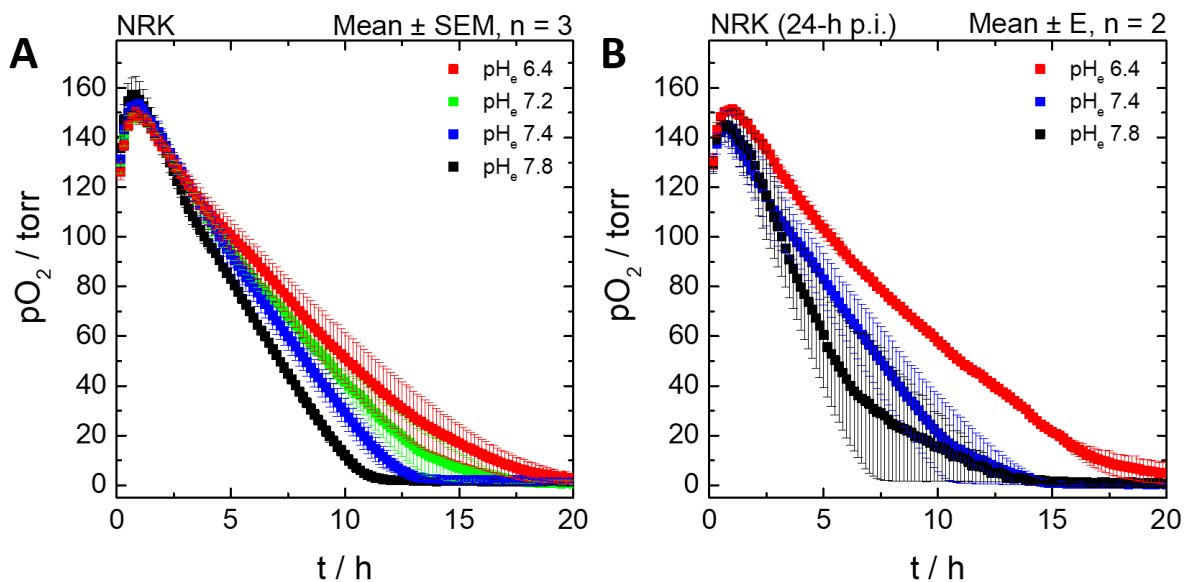 A
NRK
Mean ± SEM, n = 3
pHₑ 6.4
pHₑ 7.2
pHₑ 7.4
pHₑ 7.8
pO₂ / torr
160
140
120
100
80
60
40
20
0
0
5
10
15
20
t / h
B
NRK (24-h p.i.)
Mean ± E, n = 2
pHₑ 6.4
pHₑ 7.4
pHₑ 7.8
pO₂ / torr
160
140
120
100
80
60
40
20
0
0
5
10
15
20
t / h